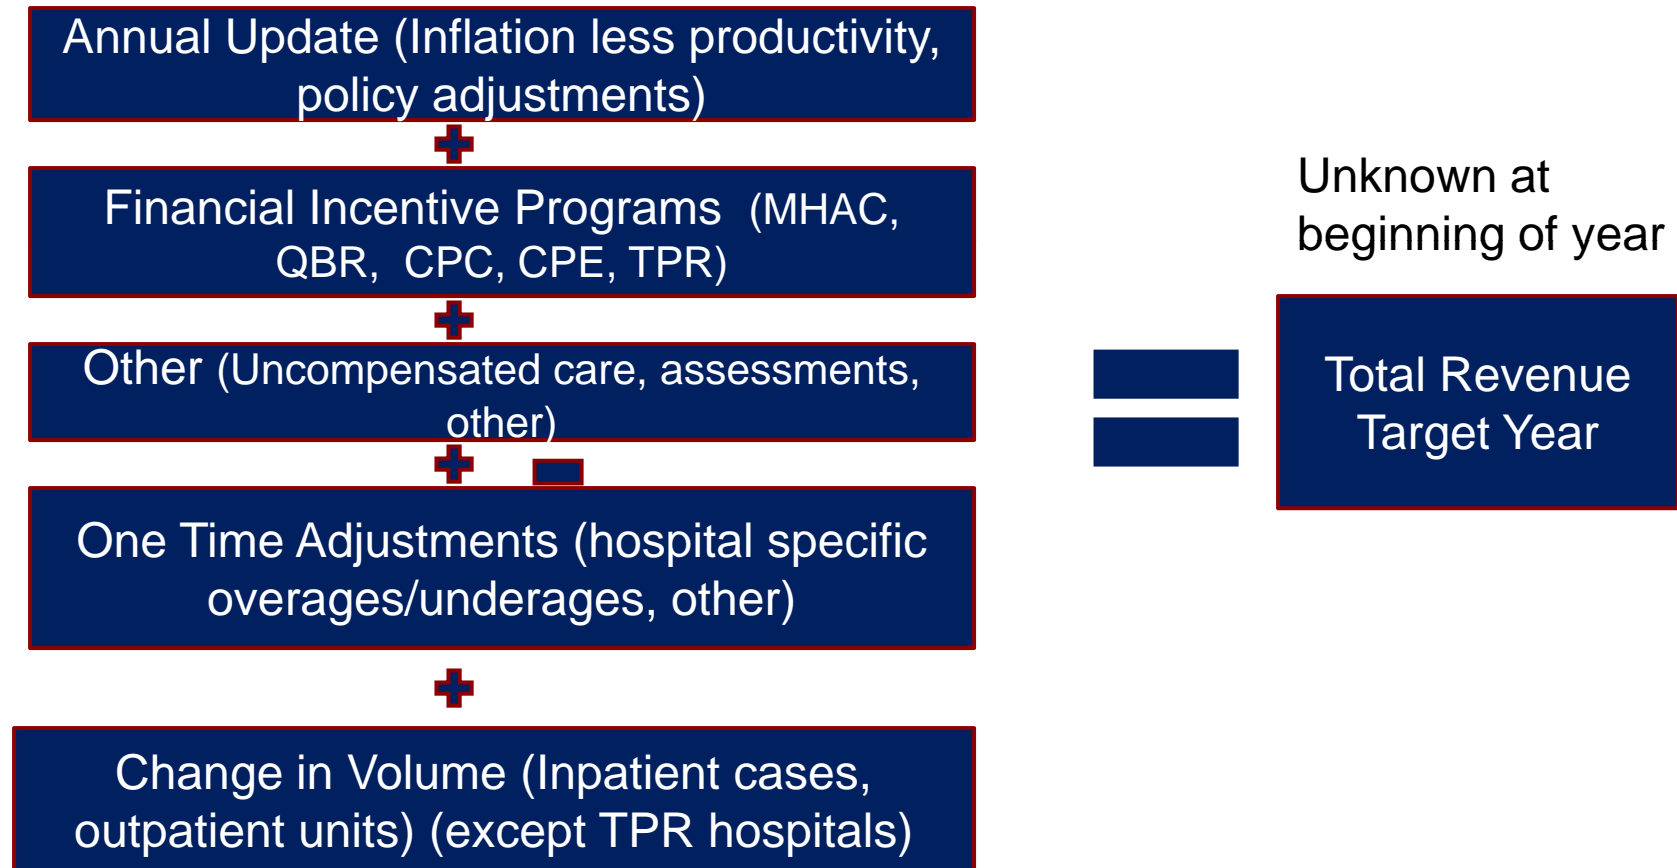 Annual Update (Inflation less productivity,
policy adjustments)
Financial Incentive Programs (MHAC,
QBR, CPC, CPE, TPR)
Other (Uncompensated care, assessments,
other)
One Time Adjustments (hospital specific
overages/underages, other)
Change in Volume (Inpatient cases,
outpatient units) (except TPR hospitals)
Unknown at
beginning of year
Total Revenue
Target Year